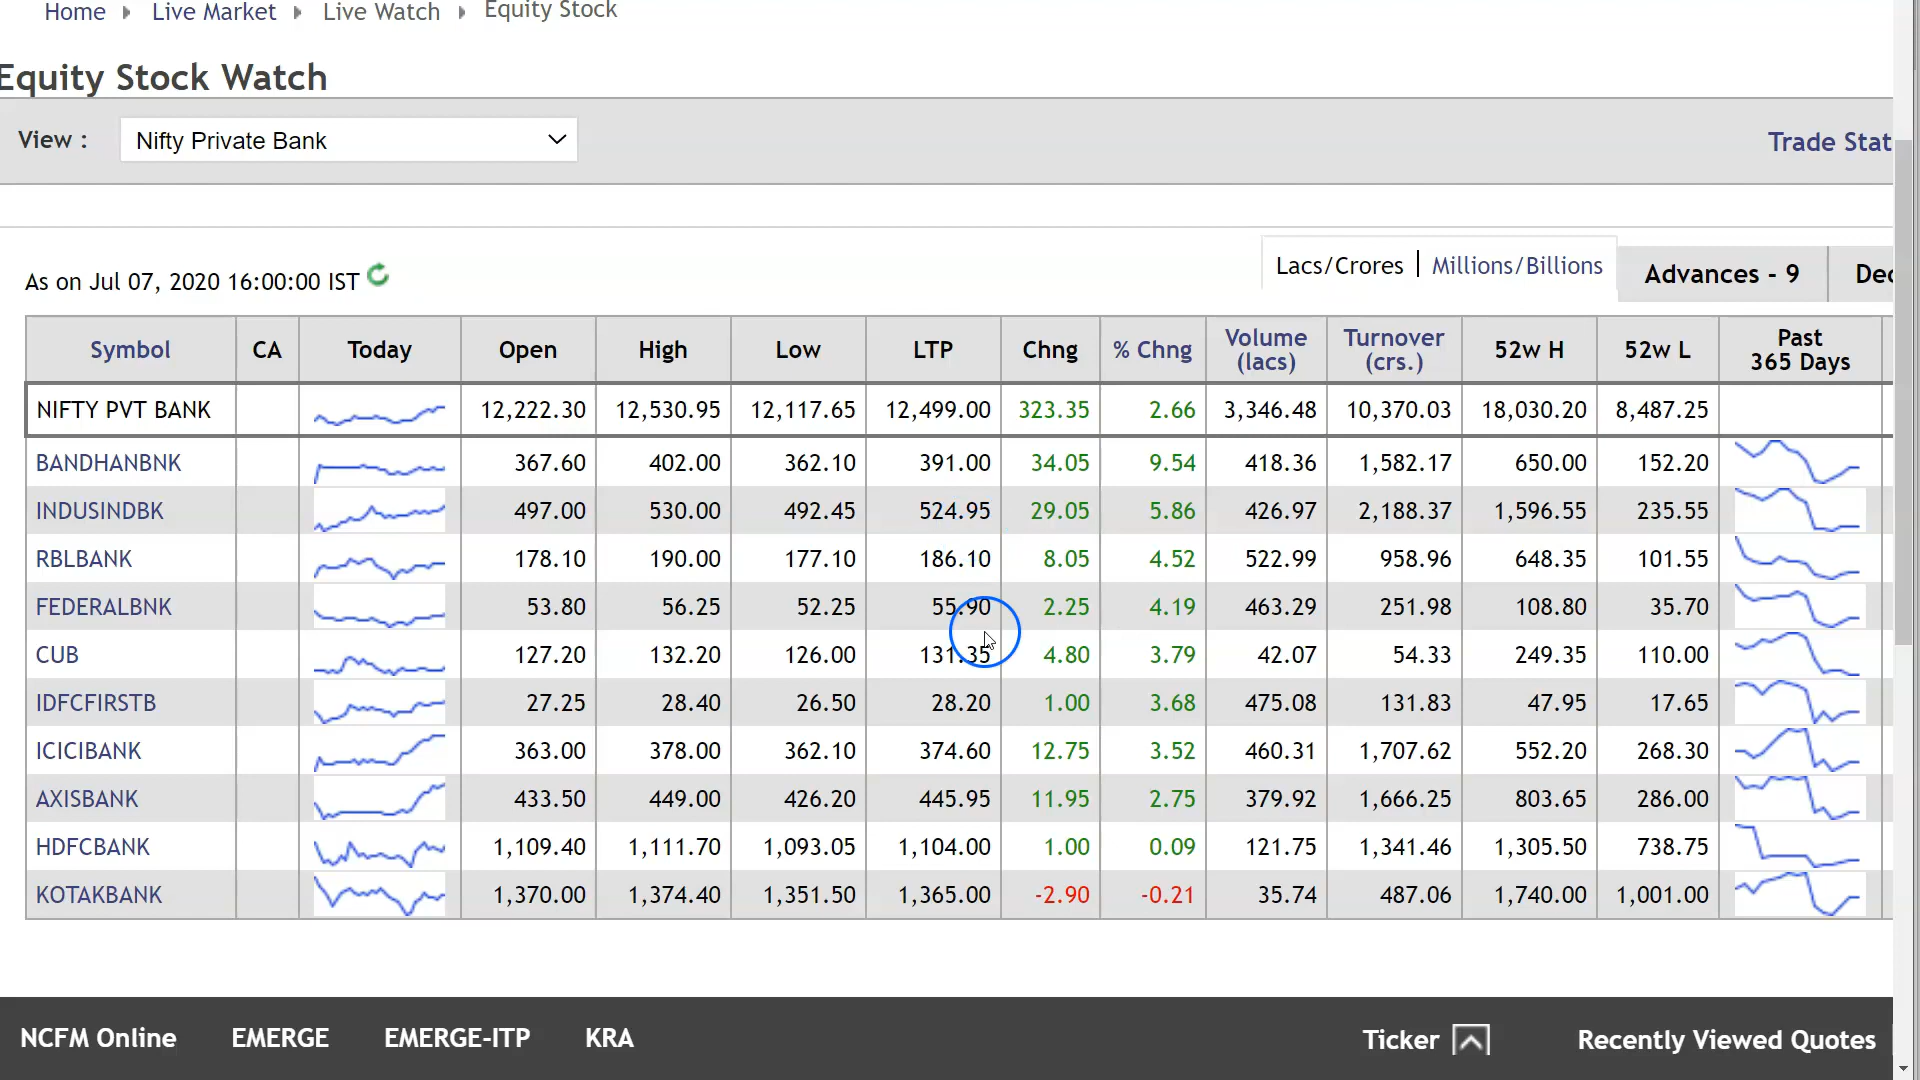 Home Live Market Live Watch Equity Stock
Equity Stock Watch
View : Nifty Private Bank Trade Stat
Lacs/Crores | Millions/Billions Advances - 9 Dec
As on Jul 07, 2020 16:00:00 IST
Symbol CA Today Open High Low LTP Chng % Chng Volume (lacs) Turnover (crs.) 52w H 52w L Past 365 Days
NIFTY PVT BANK 12,222.30 12,530.95 12,117.65 12,499.00 323.35 2.66 3,346.48 10,370.03 18,030.20 8,487.25
BANDHANBNK 367.60 402.00 362.10 391.00 34.05 9.54 418.36 1,582.17 650.00 152.20
INDUSINDBK 497.00 530.00 492.45 524.95 29.05 5.86 426.97 2,188.37 1,596.55 235.55
RBLBANK 178.10 190.00 177.10 186.10 8.05 4.52 522.99 958.96 648.35 101.55
FEDERALBNK 53.80 56.25 52.25 55.90 2.25 4.19 463.29 251.98 108.80 35.70
CUB 127.20 132.20 126.00 131.35 4.80 3.79 42.07 54.33 249.35 110.00
IDFCFIRSTB 27.25 28.40 26.50 28.20 1.00 3.68 475.08 131.83 47.95 17.65
ICICIBANK 363.00 378.00 362.10 374.60 12.75 3.52 460.31 1,707.62 552.20 268.30
AXISBANK 433.50 449.00 426.20 445.95 11.95 2.75 379.92 1,666.25 803.65 286.00
HDFCBANK 1,109.40 1,111.70 1,093.05 1,104.00 1.00 0.09 121.75 1,341.46 1,305.50 738.75
KOTAKBANK 1,370.00 1,374.40 1,351.50 1,365.00 -2.90 -0.21 35.74 487.06 1,740.00 1,001.00
NCFM Online EMERGE EMERGE-ITP KRA Ticker Recently Viewed Quotes